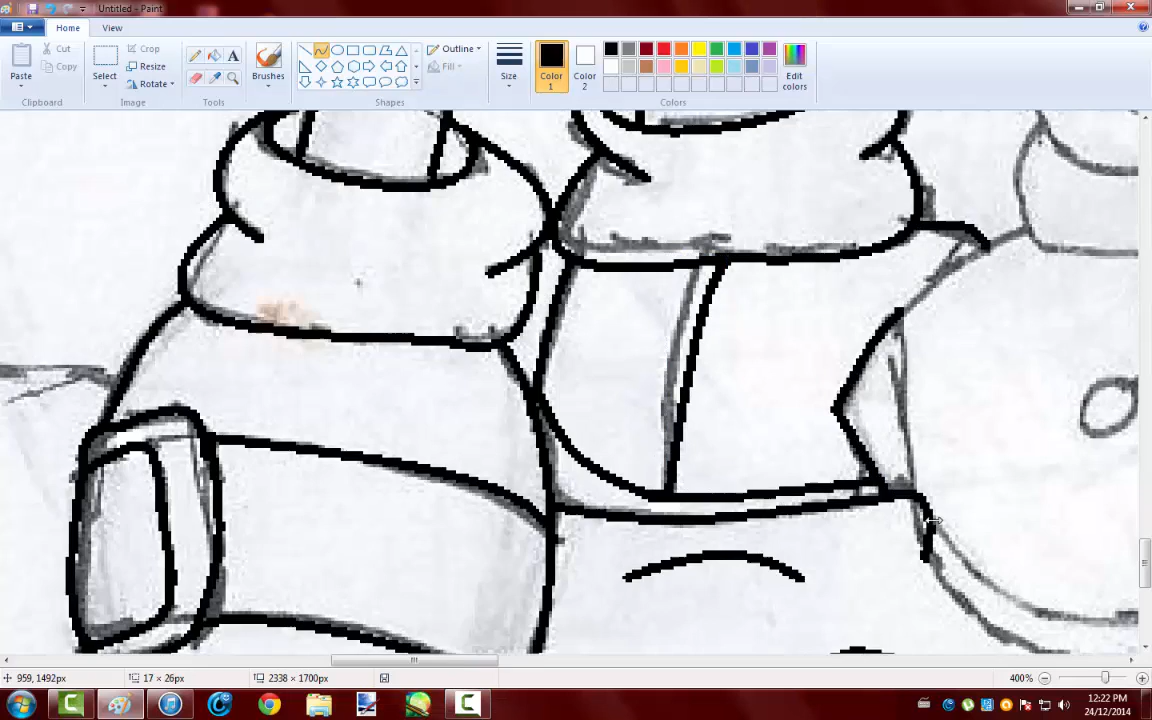 Untitled - Paint
Home View
Paste
Cut
Copy
Clipboard
Select
Crop
Resize
Rotate
Image
A
Tools
Brushes
Outline
Fill
Shapes
Size
Color 1
Color 2
Edit colors
Colors
959, 1492px
17 × 26px
2338 × 1700px
400%
12:22 PM
24/12/2014